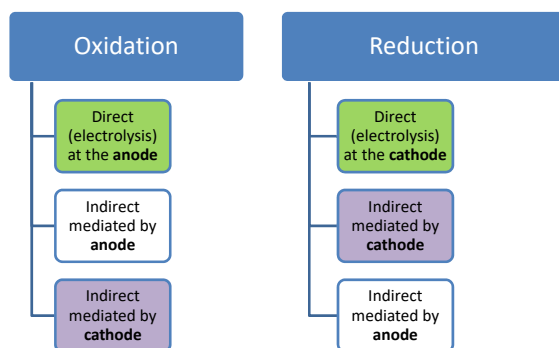 Oxidation
Direct
(electrolysis)
at the anode
Indirect
mediated by
anode
Indirect
mediated by
cathode
Reduction
Direct
(electrolysis)
at the cathode
Indirect
mediated by
cathode
Indirect
mediated by
anode